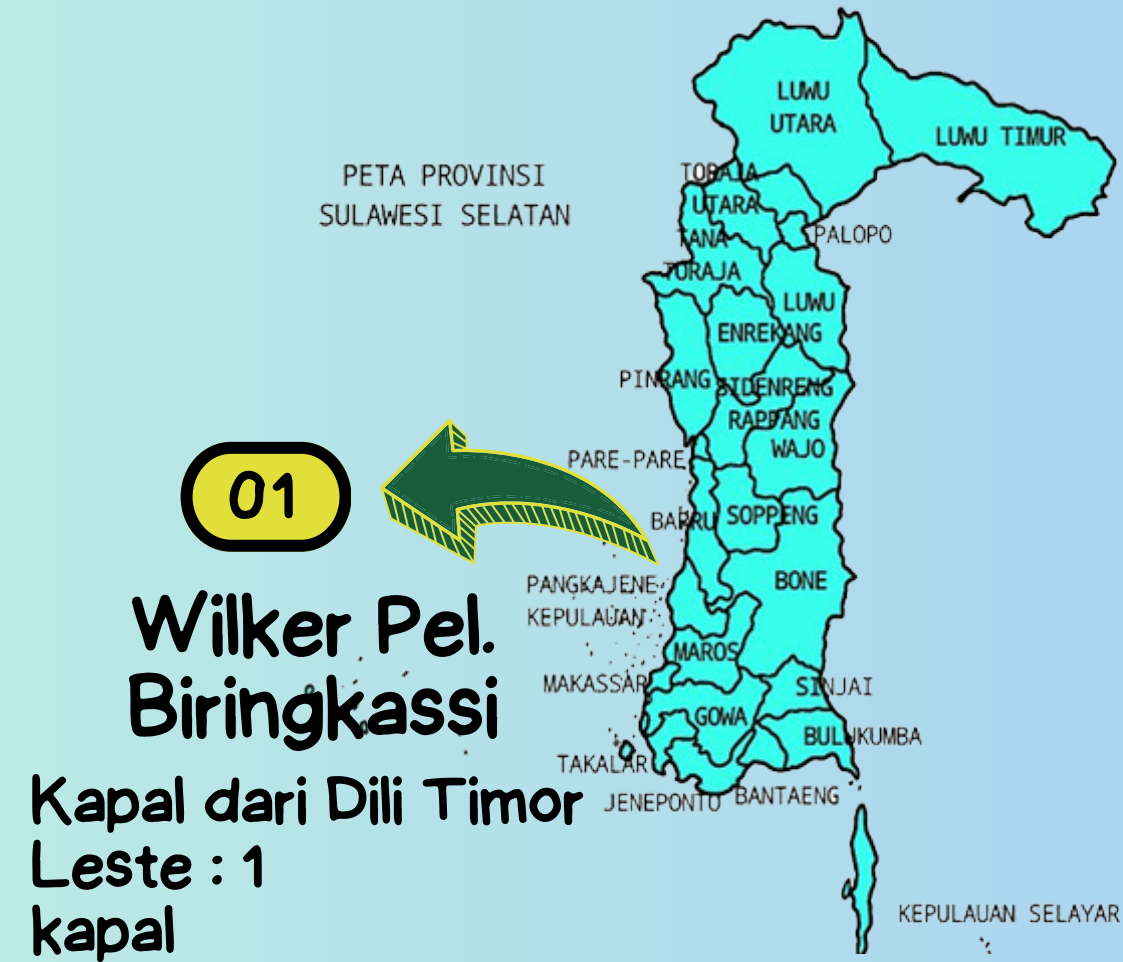 PETA PROVINSI
SULAWESI SELATAN
LUWU
UTARA
LUWU TIMUR
TORAJA
UTARA
TANA
TORAJA
PALOPO
LUWU
ENREKANG
PINRANG
SIDENRENG
RAPPANG
WAJO
PARE-PARE
BARRU
SOPPENG
BONE
PANGKAJENE
KEPULAUAN
MAROS
MAKASSAR
SINJAI
GOWA
BULUKUMBA
TAKALAR
JENEPONTO
BANTAENG
KEPULAUAN SELAYAR
01
Wilker Pel.
Biringkassi
Kapal dari Dili Timor
Leste : 1
kapal